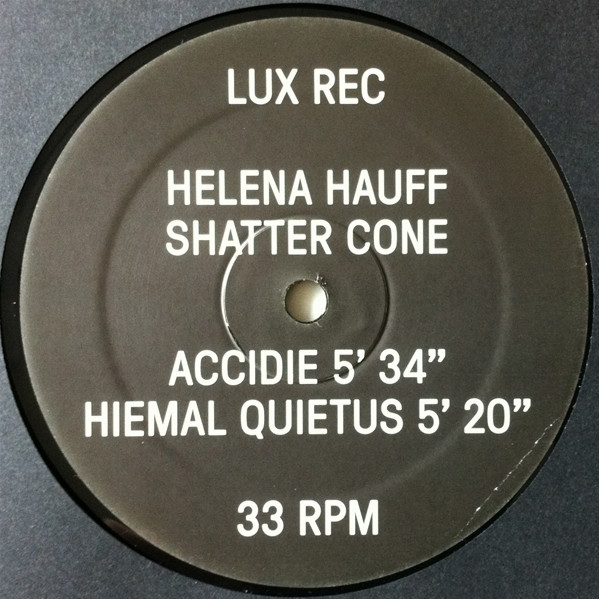 LUX REC
HELENA HAUFF
SHATTER CONE
ACCIDIE 5’ 34”
HIEMAL QUIETUS 5’ 20”
33 RPM